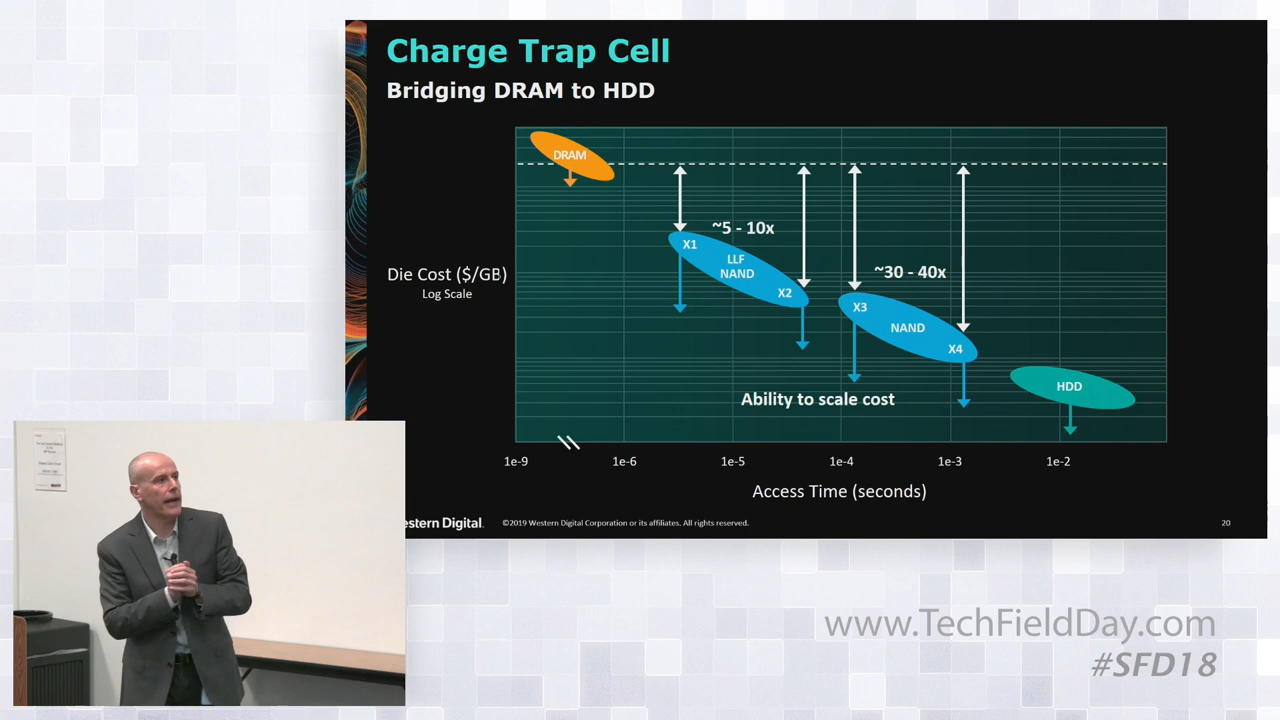 Charge Trap Cell
Bridging DRAM to HDD
DRAM
~5 - 10x
X1
LLF
NAND
X2
~30 - 40x
X3
NAND
X4
HDD
Ability to scale cost
Die Cost ($/GB)
Log Scale
1e-9 1e-6 1e-5 1e-4 1e-3 1e-2
Access Time (seconds)
estern Digital. ©2019 Western Digital Corporation or its affiliates. All rights reserved. 20
www.TechFieldDay.com
#SFD18